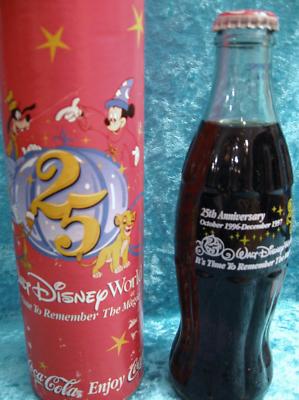 25
Walt Disney World
Time To Remember The Magic
Coca-Cola Enjoy
25th Anniversary
October 1996-December 1997
25 Walt Disney
It's Time To Remember The